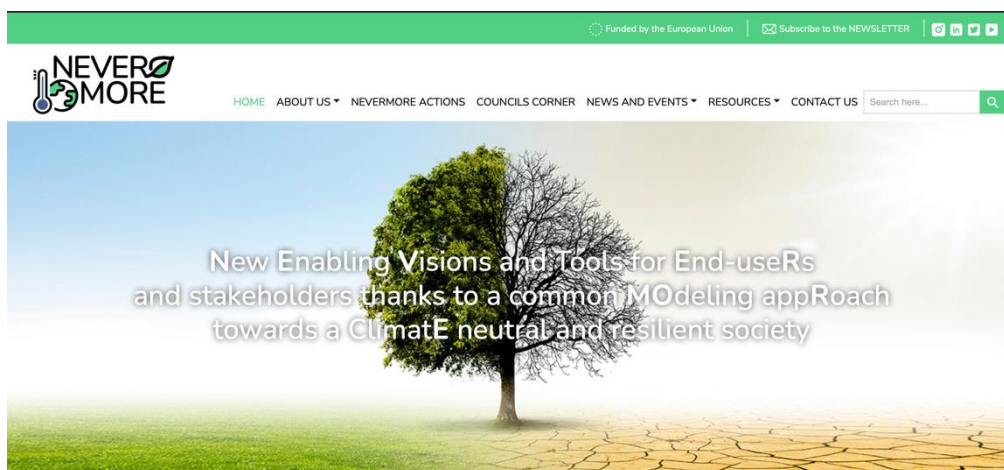 Funded by the European Union
Subscribe to the NEWSLETTER
NEVER
MORE
HOME ABOUT US NEVERMORE ACTIONS COUNCILS CORNER NEWS AND EVENTS RESOURCES CONTACT US Search here...
New Enabling Visions and Tools for End-useRs
and stakeholders thanks to a common MOdeling appRoach
towards a ClimatE neutral and resilient society